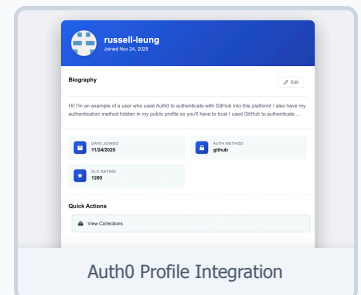 russell-leung
Joined Nov 24, 2025
Biography
Edit
Hi! I'm an example of a user who used Auth0 to authenticate with GitHub into this platform! I also have my
authentication method hidden in my public profile so you'll have to trust I used GitHub to authenticate ...
DATE JOINED
11/24/2025
AUTH METHOD
github
ELO RATING
1200
Quick Actions
View Collections
Auth0 Profile Integration